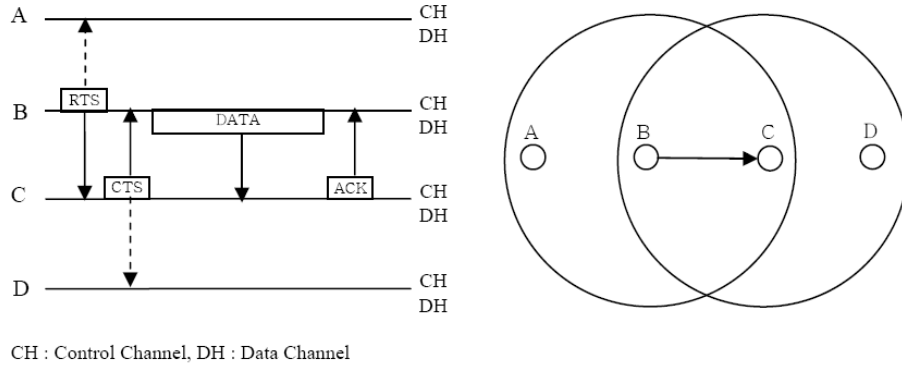 A
CH
DH
RTS
B
CH
DH
DATA
CTS
ACK
C
CH
DH
D
CH
DH
A
B
C
D
CH : Control Channel, DH : Data Channel